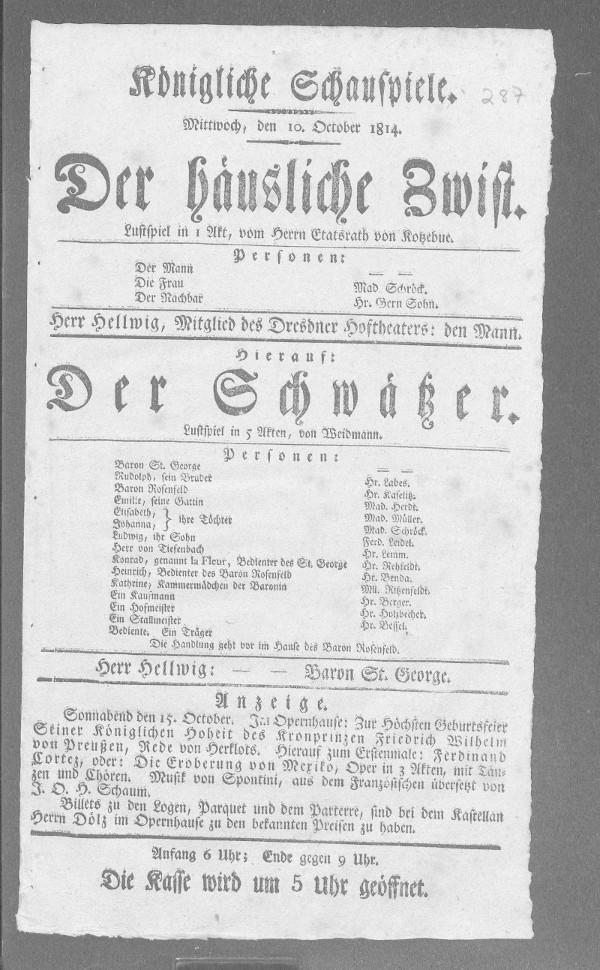 Königliche Schauspiele.
287
Mittwoch, den 10. October 1814.
Der häusliche Zwist.
Lustspiel in 1 Akt, vom Herrn Etatsrath von Kotzebue.
Personen:
Der Mann — —
Die Frau Mad. Schröck.
Der Nachbar Hr. Gern Sohn.
Herr Hellwig, Mitglied des Dresdner Hoftheaters: den Mann.
Hierauf:
Der Schwätzer.
Lustspiel in 5 Akten, von Weidmann.
Personen:
Baron St. George — —
Rudolph, sein Bruder Hr. Labes.
Baron Rosenfeld Hr. Kaselitz.
Emilie, seine Gattin Mad. Herdt.
Elisabeth, } ihre Töchter Mad. Müller.
Johanna, Mad. Schröck.
Ludwig, ihr Sohn Ferd. Leidel.
Herr von Tiefenbach Hr. Lemm.
Konrad, genannt la Fleur, Bedienter des St. George Hr. Rehfeldt.
Heinrich, Bedienter des Baron Rosenfeld Hr. Benda.
Kathrine, Kammermädchen der Baronin Mll. Ritzenfeldt.
Ein Kaufmann Hr. Berger.
Ein Hofmeister Hr. Holzbecher.
Ein Stallmeister Hr. Bessel.
Bediente. Ein Träger
Die Handlung geht vor im Hause des Baron Rosenfeld.
Herr Hellwig: — — Baron St. George.
Anzeige.
Sonnabend den 15. October. Im Opernhause: Zur Höchsten Geburtsfeier
Seiner Königlichen Hoheit des Kronprinzen Friedrich Wilhelm
von Preußen, Rede von Herklots. Hierauf zum Erstenmale: Ferdinand
Cortez, oder: Die Eroberung von Mexiko, Oper in 3 Akten, mit Tän-
zen und Chören. Musik von Spontini, aus dem Französischen übersetzt von
J. O. H. Schaum.
Billets zu den Logen, Parquet und dem Parterre, sind bei dem Kastellan
Herrn Dölz im Opernhause zu den bekannten Preisen zu haben.
Anfang 6 Uhr; Ende gegen 9 Uhr.
Die Kasse wird um 5 Uhr geöffnet.